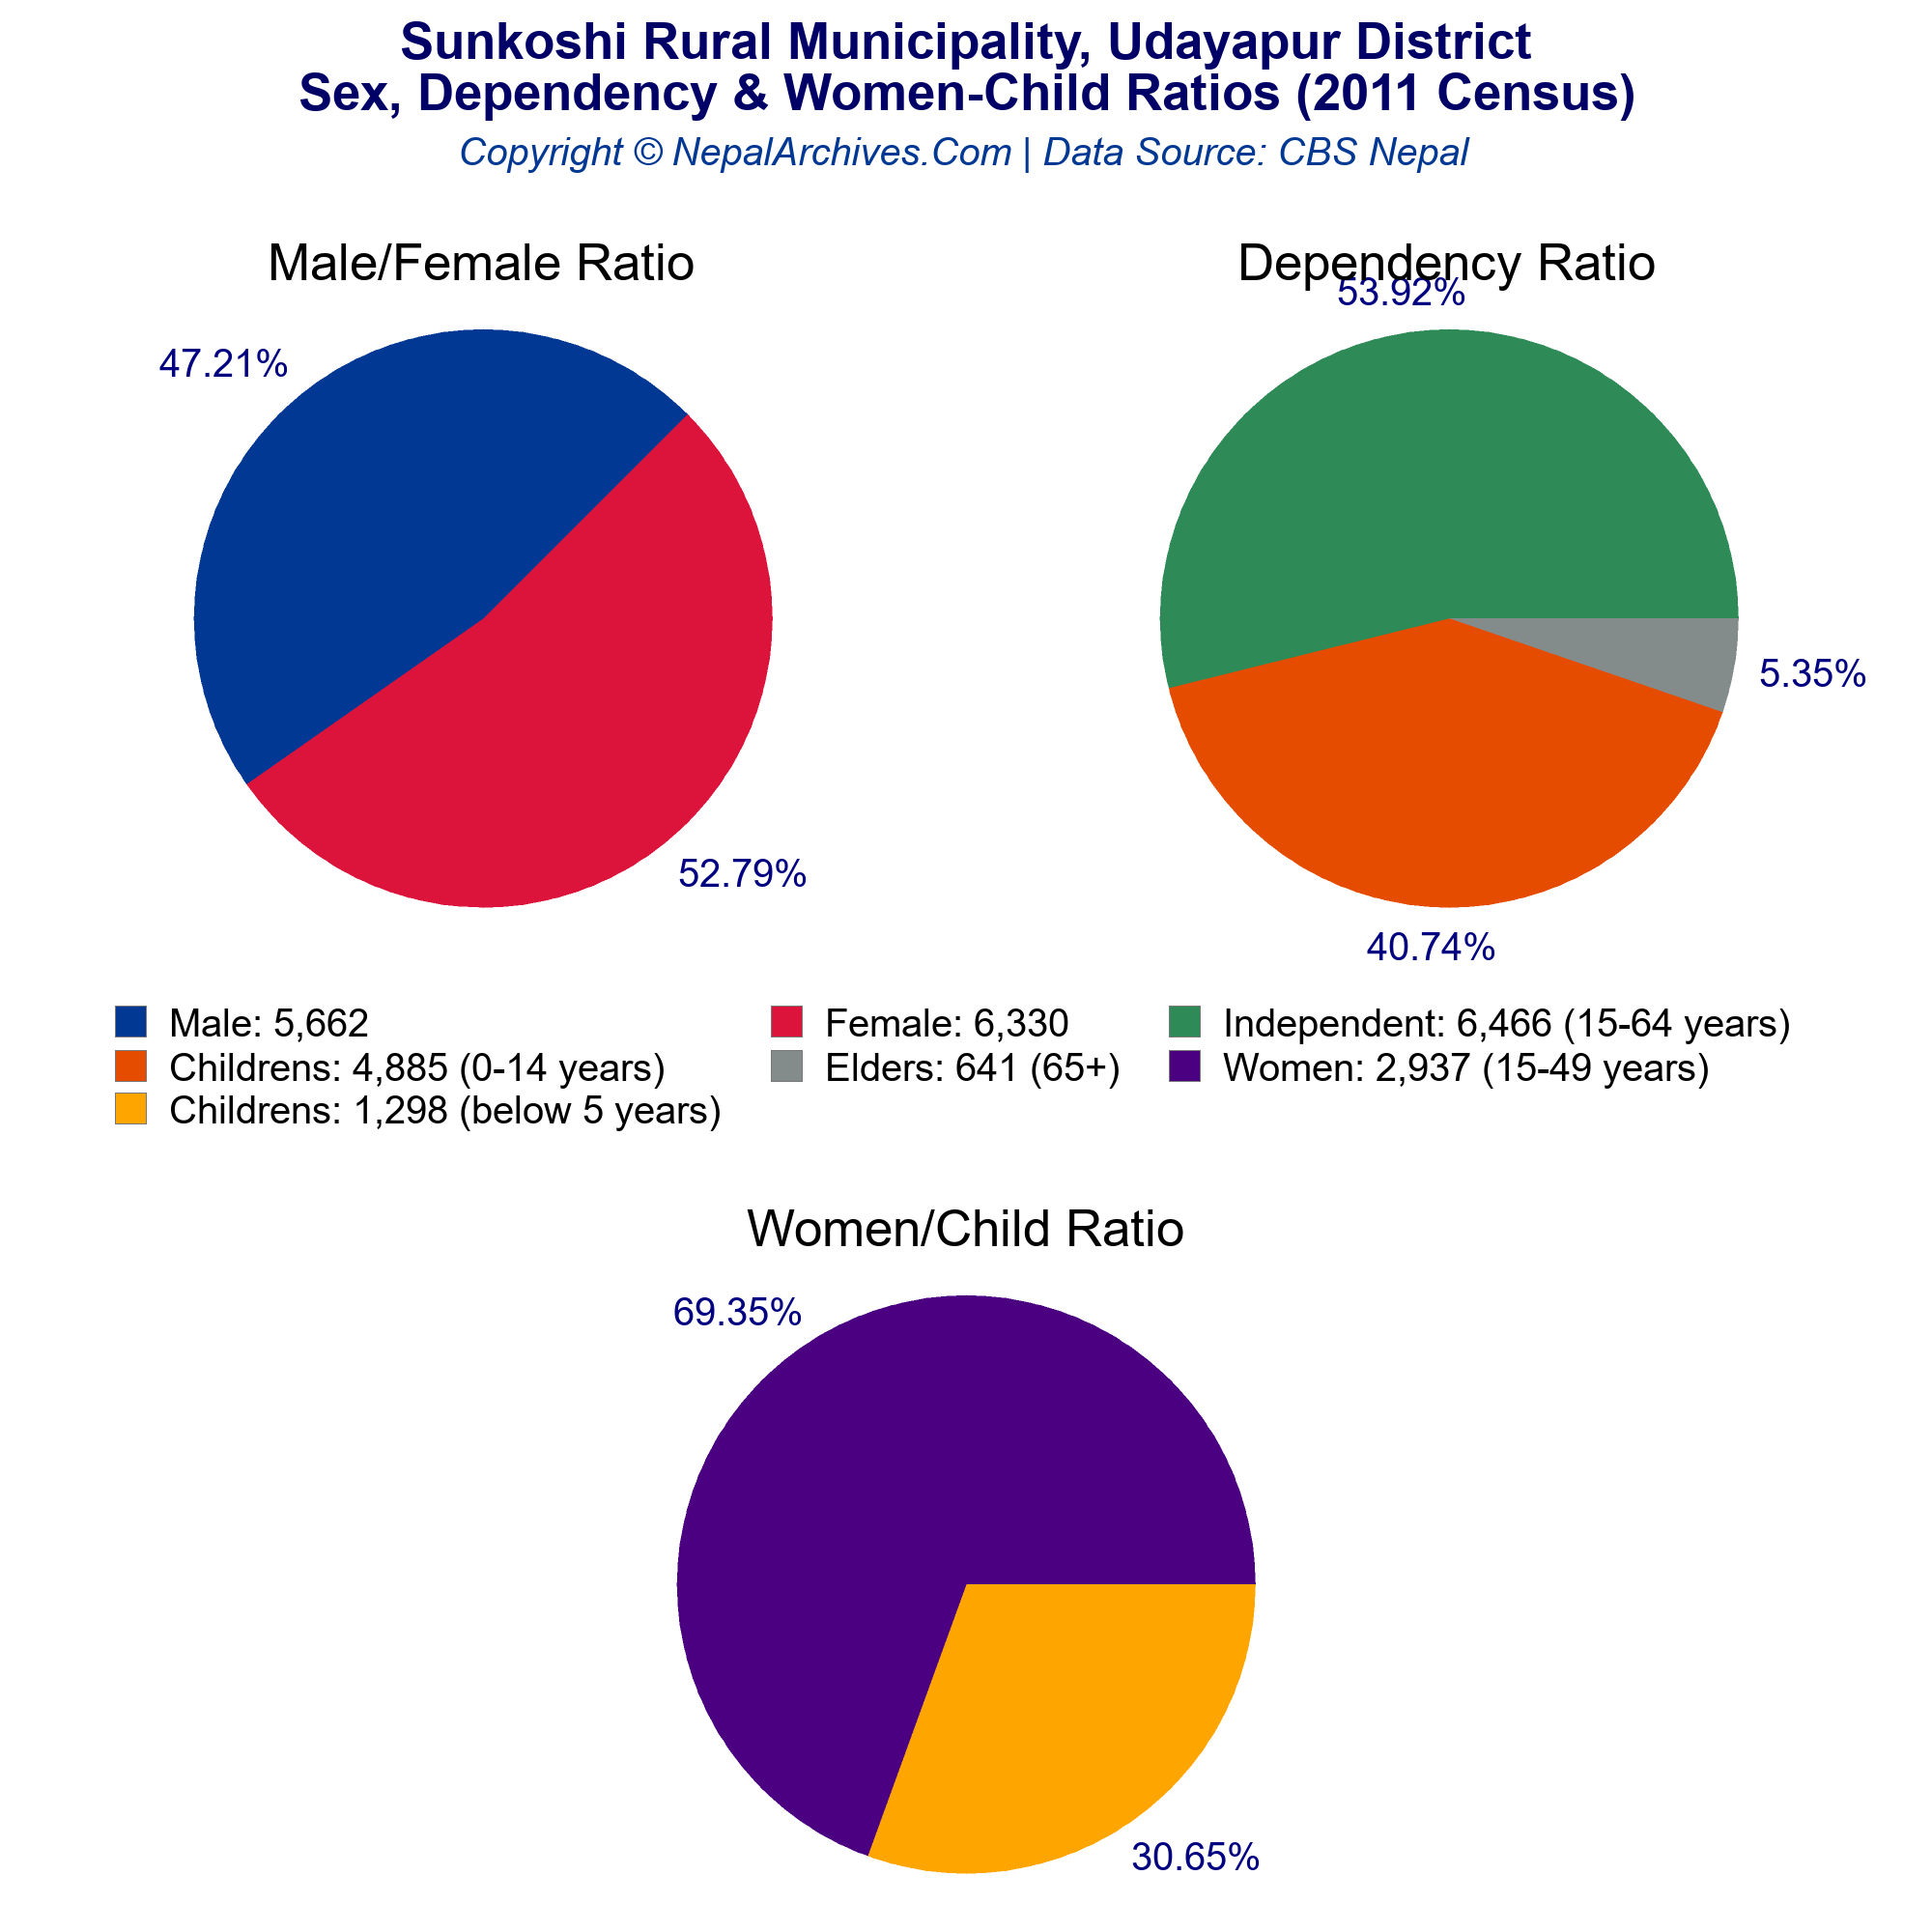 Sunkoshi Rural Municipality, Udayapur District
Sex, Dependency & Women-Child Ratios (2011 Census)
Copyright © NepalArchives.Com | Data Source: CBS Nepal
Male/Female Ratio
47.21%
52.79%
Dependency Ratio
53.92%
5.35%
40.74%
Male: 5,662
Female: 6,330
Independent: 6,466 (15-64 years)
Childrens: 4,885 (0-14 years)
Elders: 641 (65+)
Women: 2,937 (15-49 years)
Childrens: 1,298 (below 5 years)
Women/Child Ratio
69.35%
30.65%